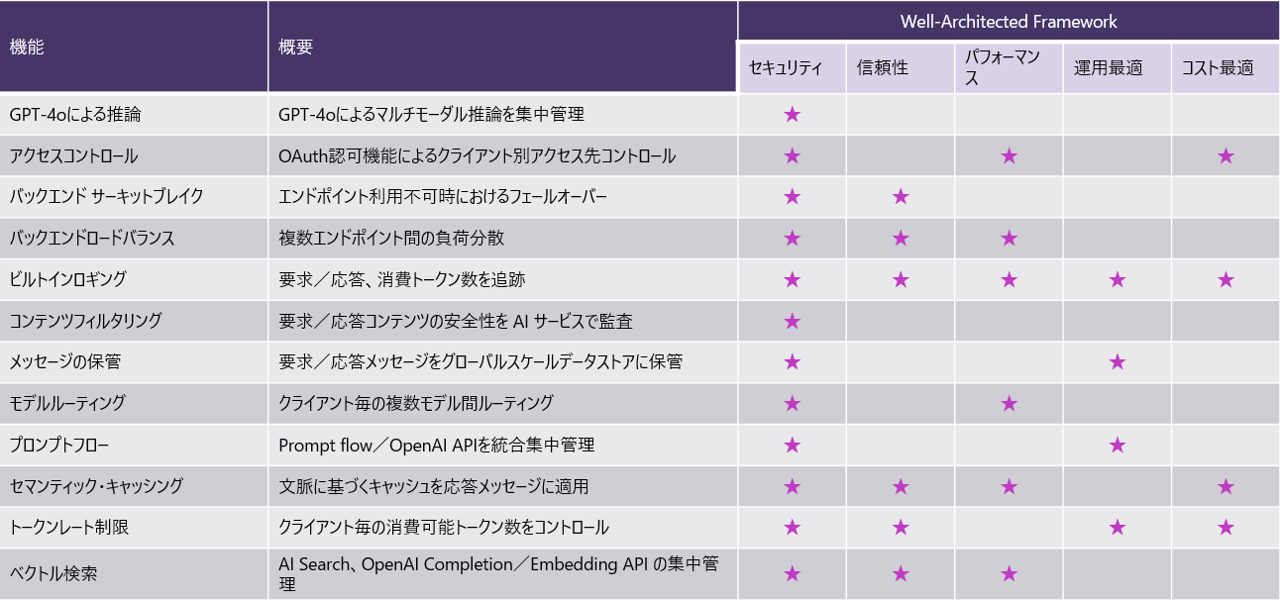 機能 概要 Well-Architected Framework
セキュリティ 信頼性 パフォーマン
ス 運用最適 コスト最適
GPT-4oによる推論 GPT-4oによるマルチモーダル推論を集中管理 ★
アクセスコントロール OAuth認可機能によるクライアント別アクセス先コントロール ★ ★ ★
バックエンド サーキットブレイク エンドポイント利用不可時におけるフェールオーバー ★ ★
バックエンドロードバランス 複数エンドポイント間の負荷分散 ★ ★ ★
ビルトインロギング 要求／応答、消費トークン数を追跡 ★ ★ ★ ★ ★
コンテンツフィルタリング 要求／応答コンテンツの安全性を AI サービスで監査 ★
メッセージの保管 要求／応答メッセージをグローバルスケールデータストアに保管 ★ ★
モデルルーティング クライアント毎の複数モデル間ルーティング ★ ★
プロンプトフロー Prompt flow／OpenAI APIを統合集中管理 ★ ★
セマンティック・キャッシング 文脈に基づくキャッシュを応答メッセージに適用 ★ ★ ★ ★
トークンレート制限 クライアント毎の消費可能トークン数をコントロール ★ ★ ★ ★
ベクトル検索 AI Search、OpenAI Completion／Embedding API の集中管
理 ★ ★ ★